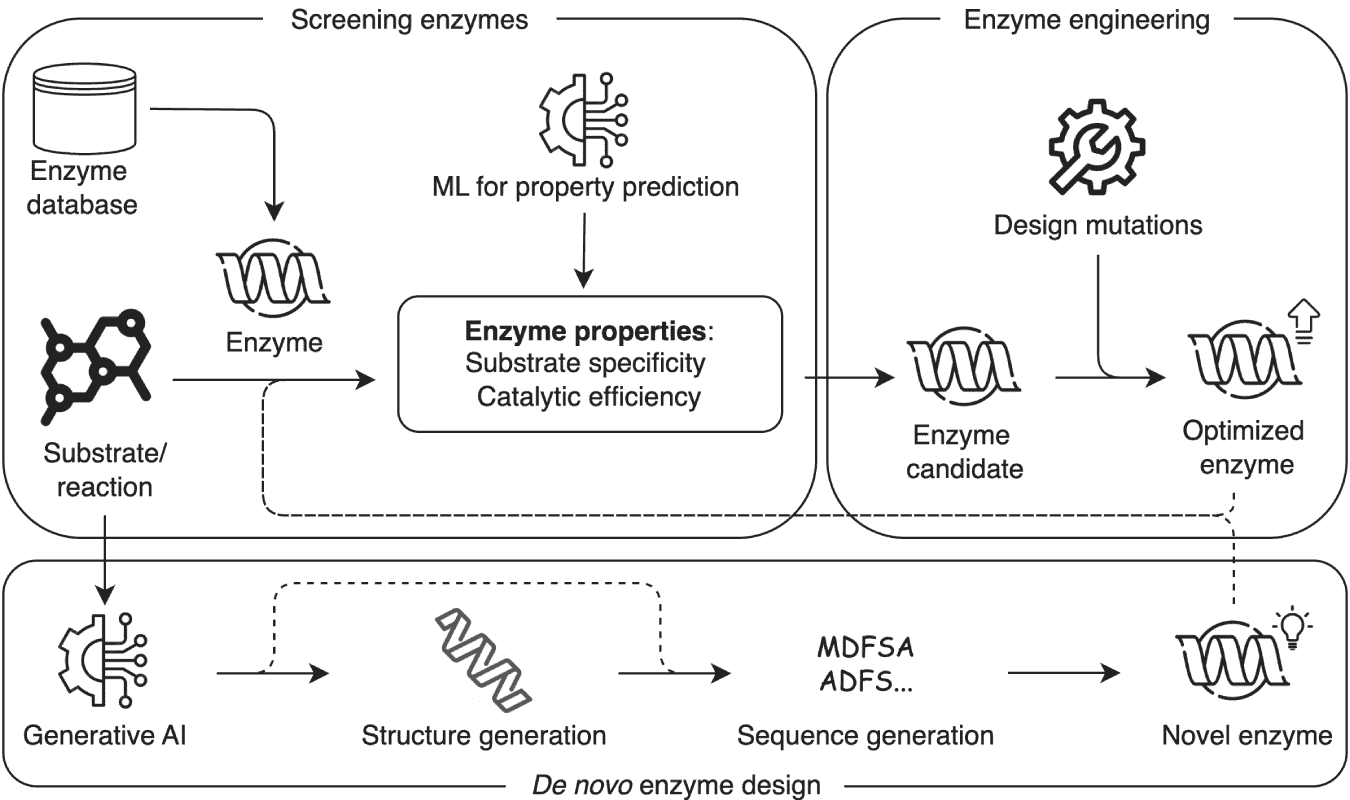 Screening enzymes
Enzyme engineering
Enzyme
database
ML for property prediction
Design mutations
Enzyme
Enzyme properties:
Substrate specificity
Catalytic efficiency
Substrate/
reaction
Enzyme
candidate
Optimized
enzyme
MDFSA
ADFS...
Generative AI
Structure generation
Sequence generation
Novel enzyme
De novo enzyme design